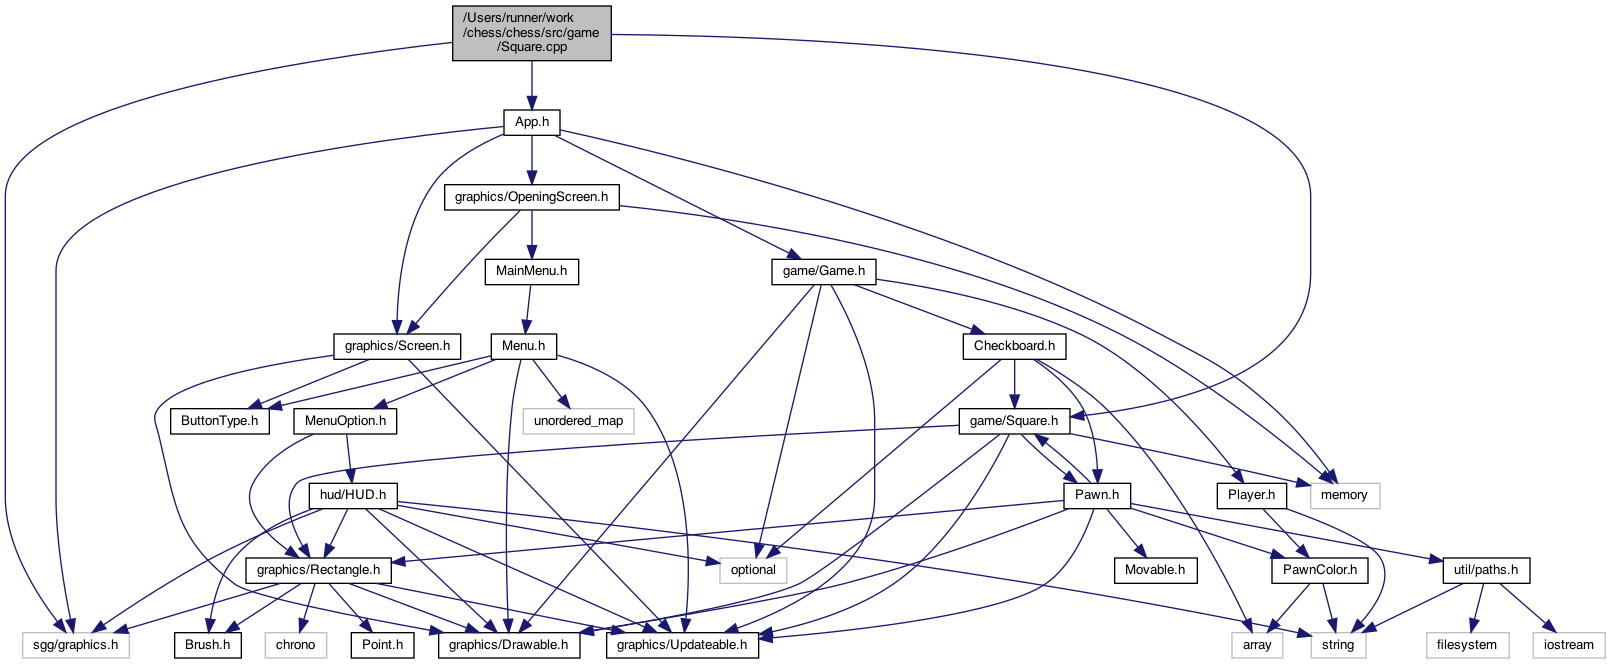 /Users/runner/work
/chess/chess/src/game
/Square.cpp
App.h
graphics/OpeningScreen.h
MainMenu.h
game/Game.h
graphics/Screen.h
Menu.h
Checkboard.h
ButtonType.h
MenuOption.h
unordered_map
game/Square.h
hud/HUD.h
Pawn.h
Player.h
memory
graphics/Rectangle.h
optional
Movable.h
PawnColor.h
util/paths.h
sgg/graphics.h
Brush.h
chrono
Point.h
graphics/Drawable.h
graphics/Updateable.h
array
string
filesystem
iostream